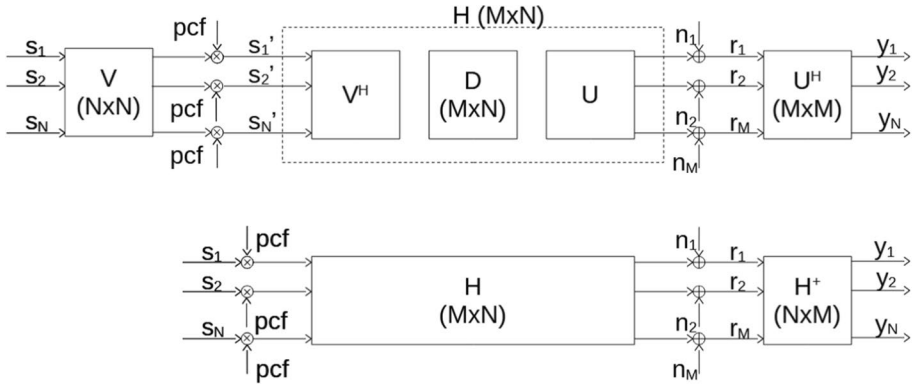 H (MxN)
pcf
n₁
s₁ s₁’ r₁ y₁
s₂ V s₂’ Vᴴ D U r₂ Uᴴ y₂
(NxN) (MxN) (MxM)
pcf n₂
sN sN’ rM yN
pcf nM
pcf n₁
s₁ r₁ y₁
s₂ H r₂ H⁺ y₂
(MxN) (NxM)
pcf n₂
sN rM yN
pcf nM